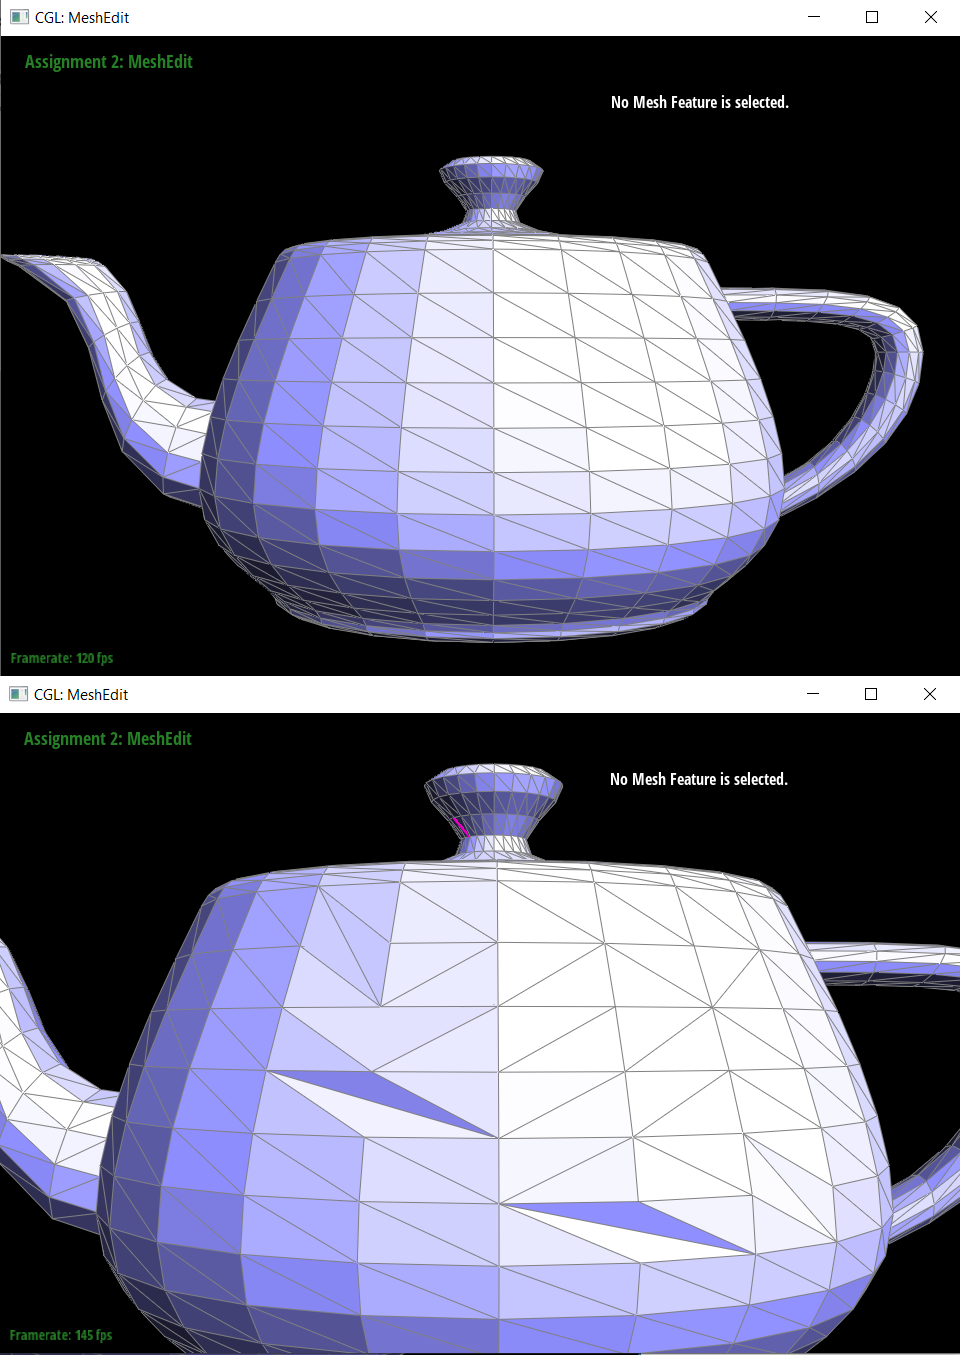 CGL: MeshEdit
Assignment 2: MeshEdit
No Mesh Feature is selected.
Framerate: 120 fps
CGL: MeshEdit
Assignment 2: MeshEdit
No Mesh Feature is selected.
Framerate: 145 fps